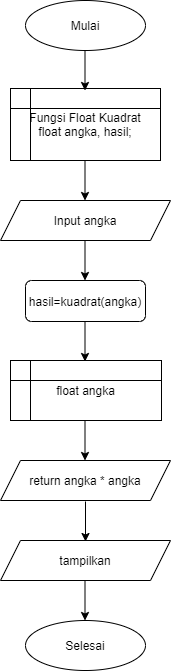 Mulai
Fungsi Float Kuadrat
float angka, hasil;
Input angka
hasil=kuadrat(angka)
float angka
return angka * angka
tampilkan
Selesai